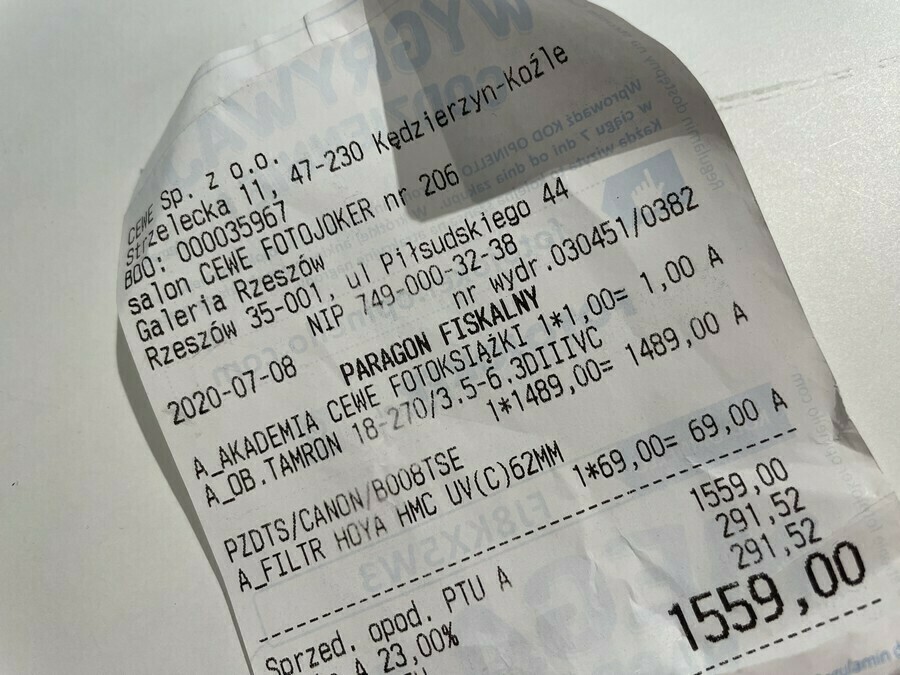 CEWE Sp. z o.o.
Strzelecka 11, 47-230 Kędzierzyn-Koźle
BDO: 000035967
salon CEWE FOTOJOKER nr 206
Galeria Rzeszów
Rzeszów 35-001, ul Piłsudskiego 44
NIP 749-000-32-38
2020-07-08 nr wydr.030451/0382
PARAGON FISKALNY
A_AKADEMIA CEWE FOTOKSIĄŻKI 1*1,00= 1,00 A
A_OB.TAMRON 18-270/3.5-6.3DIIIVC
1*1489,00= 1489,00 A
PZDTS/CANON/B008TSE
A_FILTR HOYA HMC UV(C)62MM
1*69,00= 69,00 A
Sprzed. opod. PTU A 1559,00
A 23,00% 291,52
291,52
1559,00